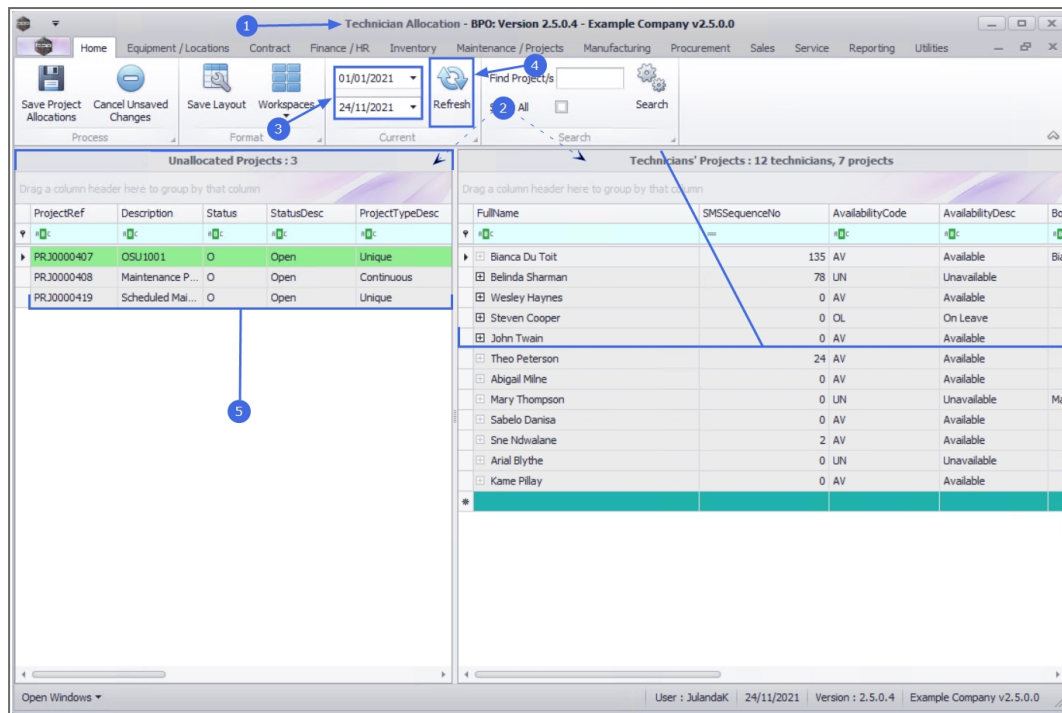 1
Technician Allocation - BPO: Version 2.5.0.4 - Example Company v2.5.0.0
Home Equipment / Locations Contract Finance / HR Inventory Maintenance / Projects Manufacturing Procurement Sales Service Reporting Utilities
4
Save Project Allocations
Cancel Unsaved Changes
Save Layout
Workspaces
01/01/2021
24/11/2021
Refresh
Find Project/s
All
Search
3
2
Process Format Current Search
Unallocated Projects : 3
Drag a column header here to group by that column
ProjectRef Description Status StatusDesc ProjectTypeDesc
PRJ0000407 OSU1001 O Open Unique
PRJ0000408 Maintenance P... O Open Continuous
PRJ0000419 Scheduled Mai... O Open Unique
5
Technicians' Projects : 12 technicians, 7 projects
Drag a column header here to group by that column
FullName SMSSequenceNo AvailabilityCode AvailabilityDesc Bo
Bianca Du Toit 135 AV Available Bia
Belinda Sharman 78 UN Unavailable
Wesley Haynes 0 AV Available
Steven Cooper 0 OL On Leave
John Twain 0 AV Available
Theo Peterson 24 AV Available
Abigail Milne 0 AV Available
Mary Thompson 0 UN Unavailable Ma
Sabelo Danisa 0 AV Available
Sne Ndwalane 2 AV Available
Arial Blythe 0 UN Unavailable
Kame Pillay 0 AV Available
Open Windows
User : JulandaK 24/11/2021 Version : 2.5.0.4 Example Company v2.5.0.0